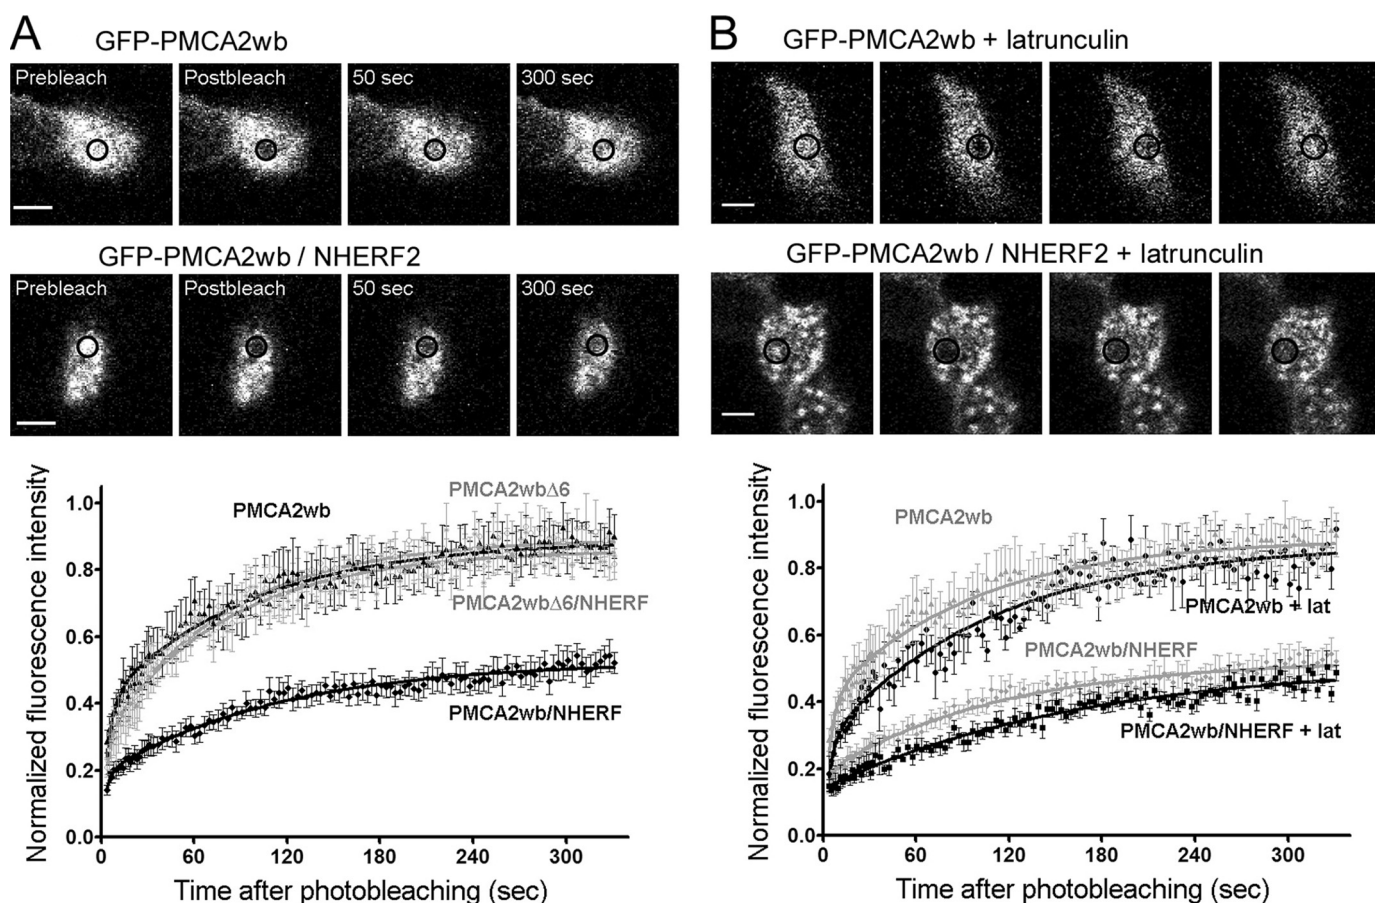 A
GFP-PMCA2wb
Prebleach
Postbleach
50 sec
300 sec
GFP-PMCA2wb / NHERF2
Prebleach
Postbleach
50 sec
300 sec
Normalized fluorescence intensity
1.0
0.8
0.6
0.4
0.2
0.0
PMCA2wb
PMCA2wbΔ6
PMCA2wbΔ6/NHERF
PMCA2wb/NHERF
0
60
120
180
240
300
Time after photobleaching (sec)
B
GFP-PMCA2wb + latrunculin
GFP-PMCA2wb / NHERF2 + latrunculin
Normalized fluorescence intensity
1.0
0.8
0.6
0.4
0.2
0.0
PMCA2wb
PMCA2wb + lat
PMCA2wb/NHERF
PMCA2wb/NHERF + lat
0
60
120
180
240
300
Time after photobleaching (sec)